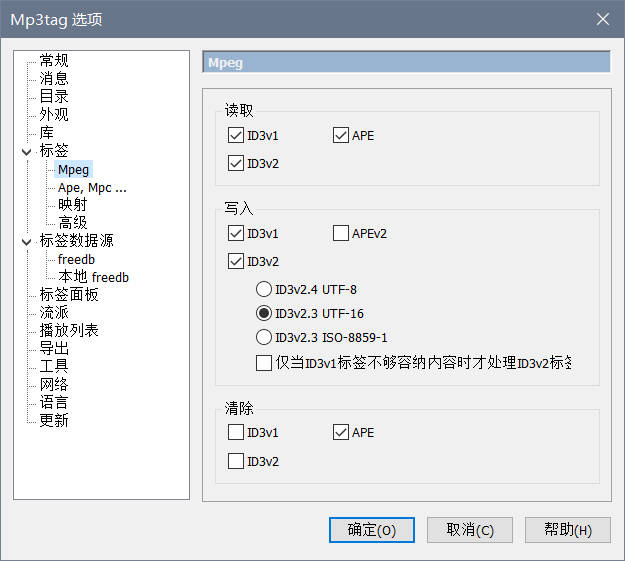 Mp3tag 选项
常规
消息
目录
外观
库
标签
Mpeg
Ape, Mpc ...
映射
高级
标签数据源
freedb
本地 freedb
标签面板
流派
播放列表
导出
工具
网络
语言
更新
Mpeg
读取
ID3v1 APE
ID3v2
写入
ID3v1 APEv2
ID3v2
ID3v2.4 UTF-8
ID3v2.3 UTF-16
ID3v2.3 ISO-8859-1
仅当ID3v1标签不够容纳内容时才处理ID3v2标签
清除
ID3v1 APE
ID3v2
确定(O) 取消(C) 帮助(H)